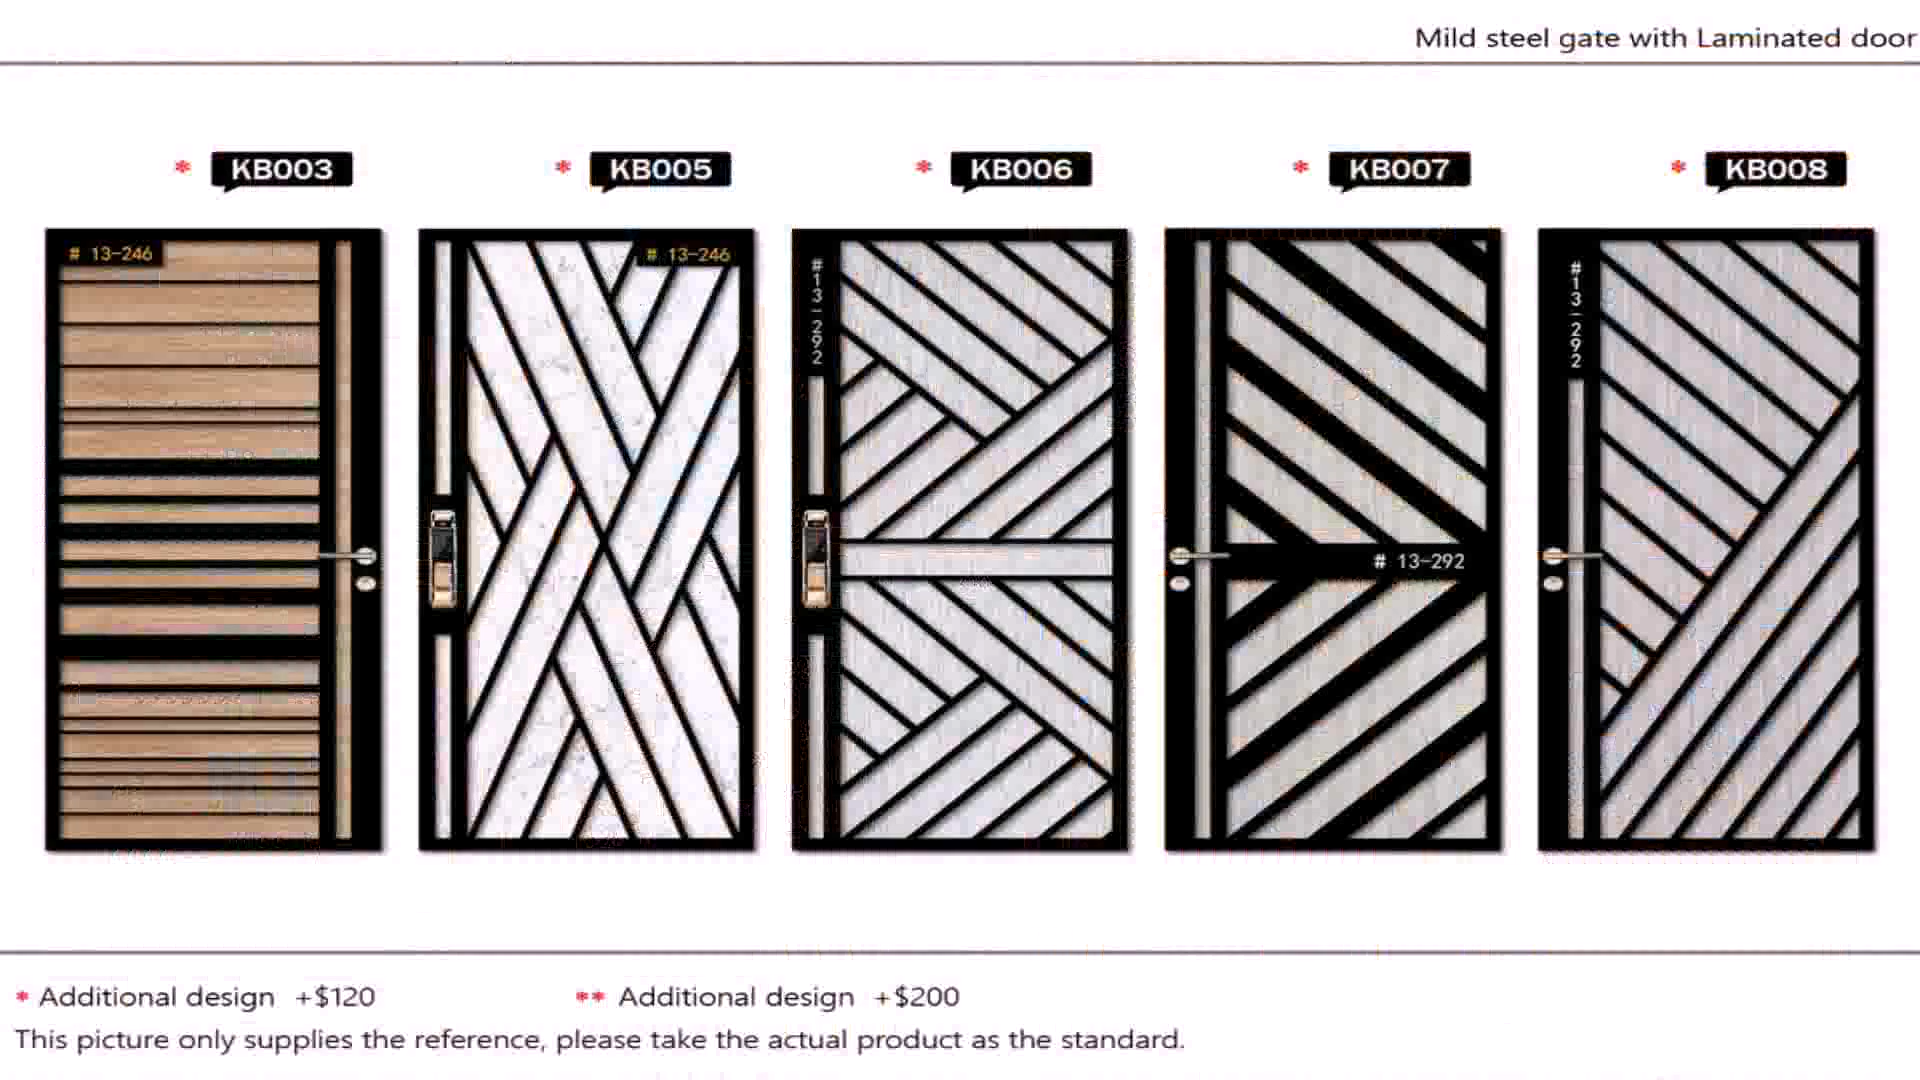 Mild steel gate with Laminated door
* KB003
* KB005
* KB006
* KB007
* KB008
# 13-246
# 13-246
#13-292
# 13-292
#13-292
* Additional design +$120
** Additional design +$200
This picture only supplies the reference, please take the actual product as the standard.